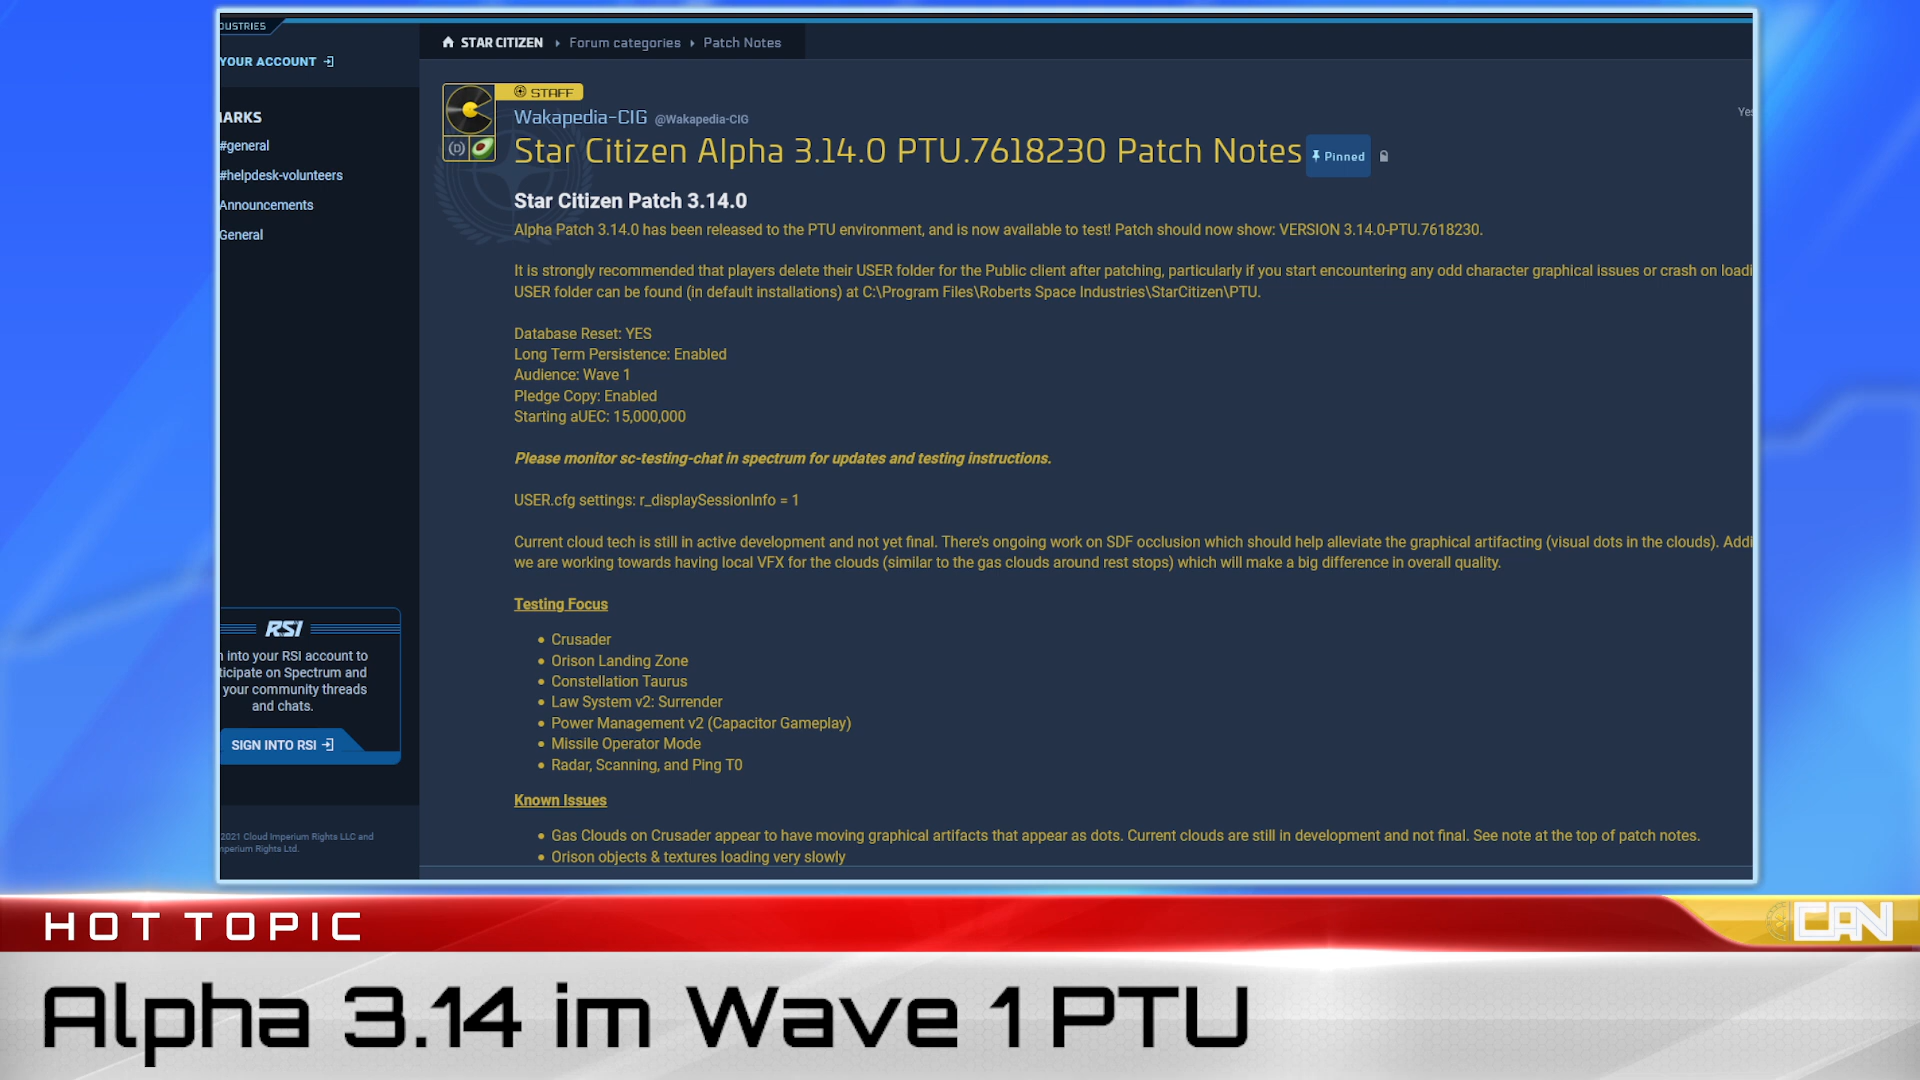 DUSTRIES
YOUR ACCOUNT
ARKS
#general
#helpdesk-volunteers
Announcements
General
RSI
into your RSI account to
ticipate on Spectrum and
your community threads
and chats.
SIGN INTO RSI
2021 Cloud Imperium Rights LLC and
mperium Rights Ltd.
STAR CITIZEN Forum categories Patch Notes
STAFF
Wakapedia-CIG @Wakapedia-CIG
Yes
Star Citizen Alpha 3.14.0 PTU.7618230 Patch Notes Pinned
Star Citizen Patch 3.14.0
Alpha Patch 3.14.0 has been released to the PTU environment, and is now available to test! Patch should now show: VERSION 3.14.0-PTU.7618230.
It is strongly recommended that players delete their USER folder for the Public client after patching, particularly if you start encountering any odd character graphical issues or crash on loadi
USER folder can be found (in default installations) at C:\Program Files\Roberts Space Industries\StarCitizen\PTU.
Database Reset: YES
Long Term Persistence: Enabled
Audience: Wave 1
Pledge Copy: Enabled
Starting aUEC: 15,000,000
Please monitor sc-testing-chat in spectrum for updates and testing instructions.
USER.cfg settings: r_displaySessionInfo = 1
Current cloud tech is still in active development and not yet final. There's ongoing work on SDF occlusion which should help alleviate the graphical artifacting (visual dots in the clouds). Addi
we are working towards having local VFX for the clouds (similar to the gas clouds around rest stops) which will make a big difference in overall quality.
Testing Focus
• Crusader
• Orison Landing Zone
• Constellation Taurus
• Law System v2: Surrender
• Power Management v2 (Capacitor Gameplay)
• Missile Operator Mode
• Radar, Scanning, and Ping T0
Known Issues
• Gas Clouds on Crusader appear to have moving graphical artifacts that appear as dots. Current clouds are still in development and not final. See note at the top of patch notes.
• Orison objects & textures loading very slowly
HOT TOPIC
CAN
Alpha 3.14 im Wave 1 PTU